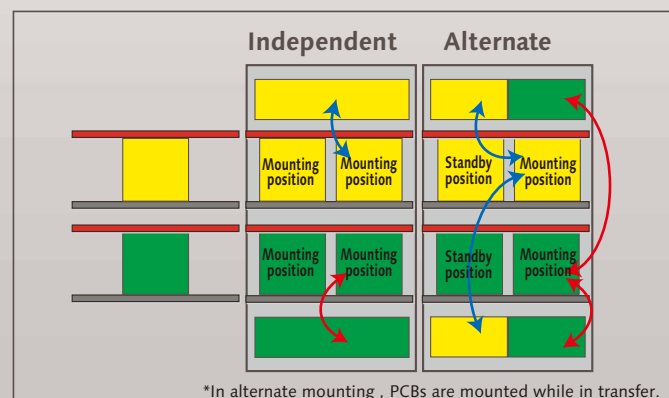 Independent
Alternate
Mounting
position
Mounting
position
Standby
position
Mounting
position
Mounting
position
Mounting
position
Standby
position
Mounting
position
*In alternate mounting , PCBs are mounted while in transfer.